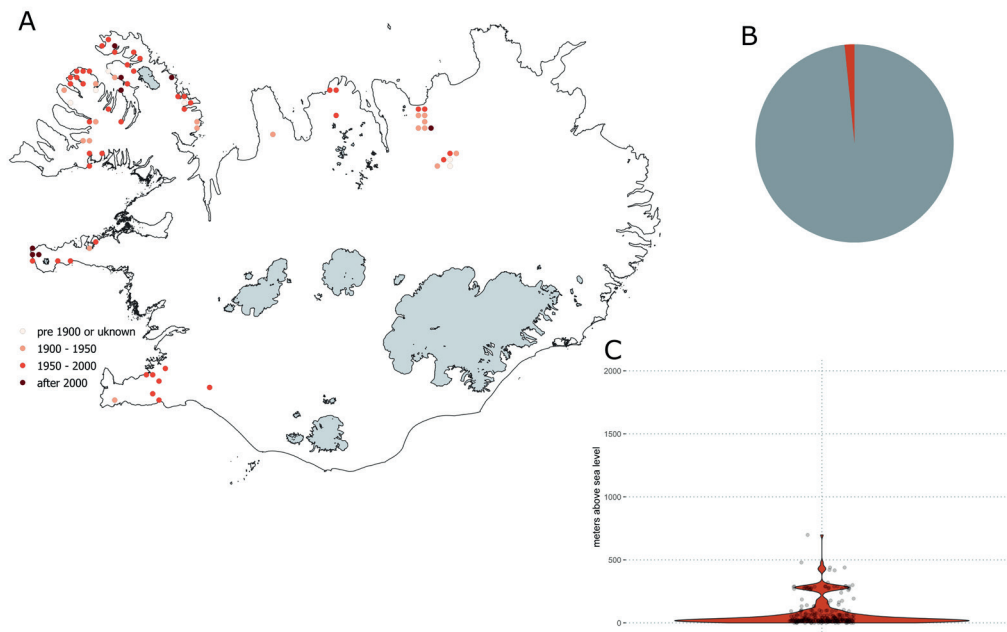 A
B
pre 1900 or uknown
1900 - 1950
1950 - 2000
after 2000
C
2000
1500
1000
500
0
meters above sea level